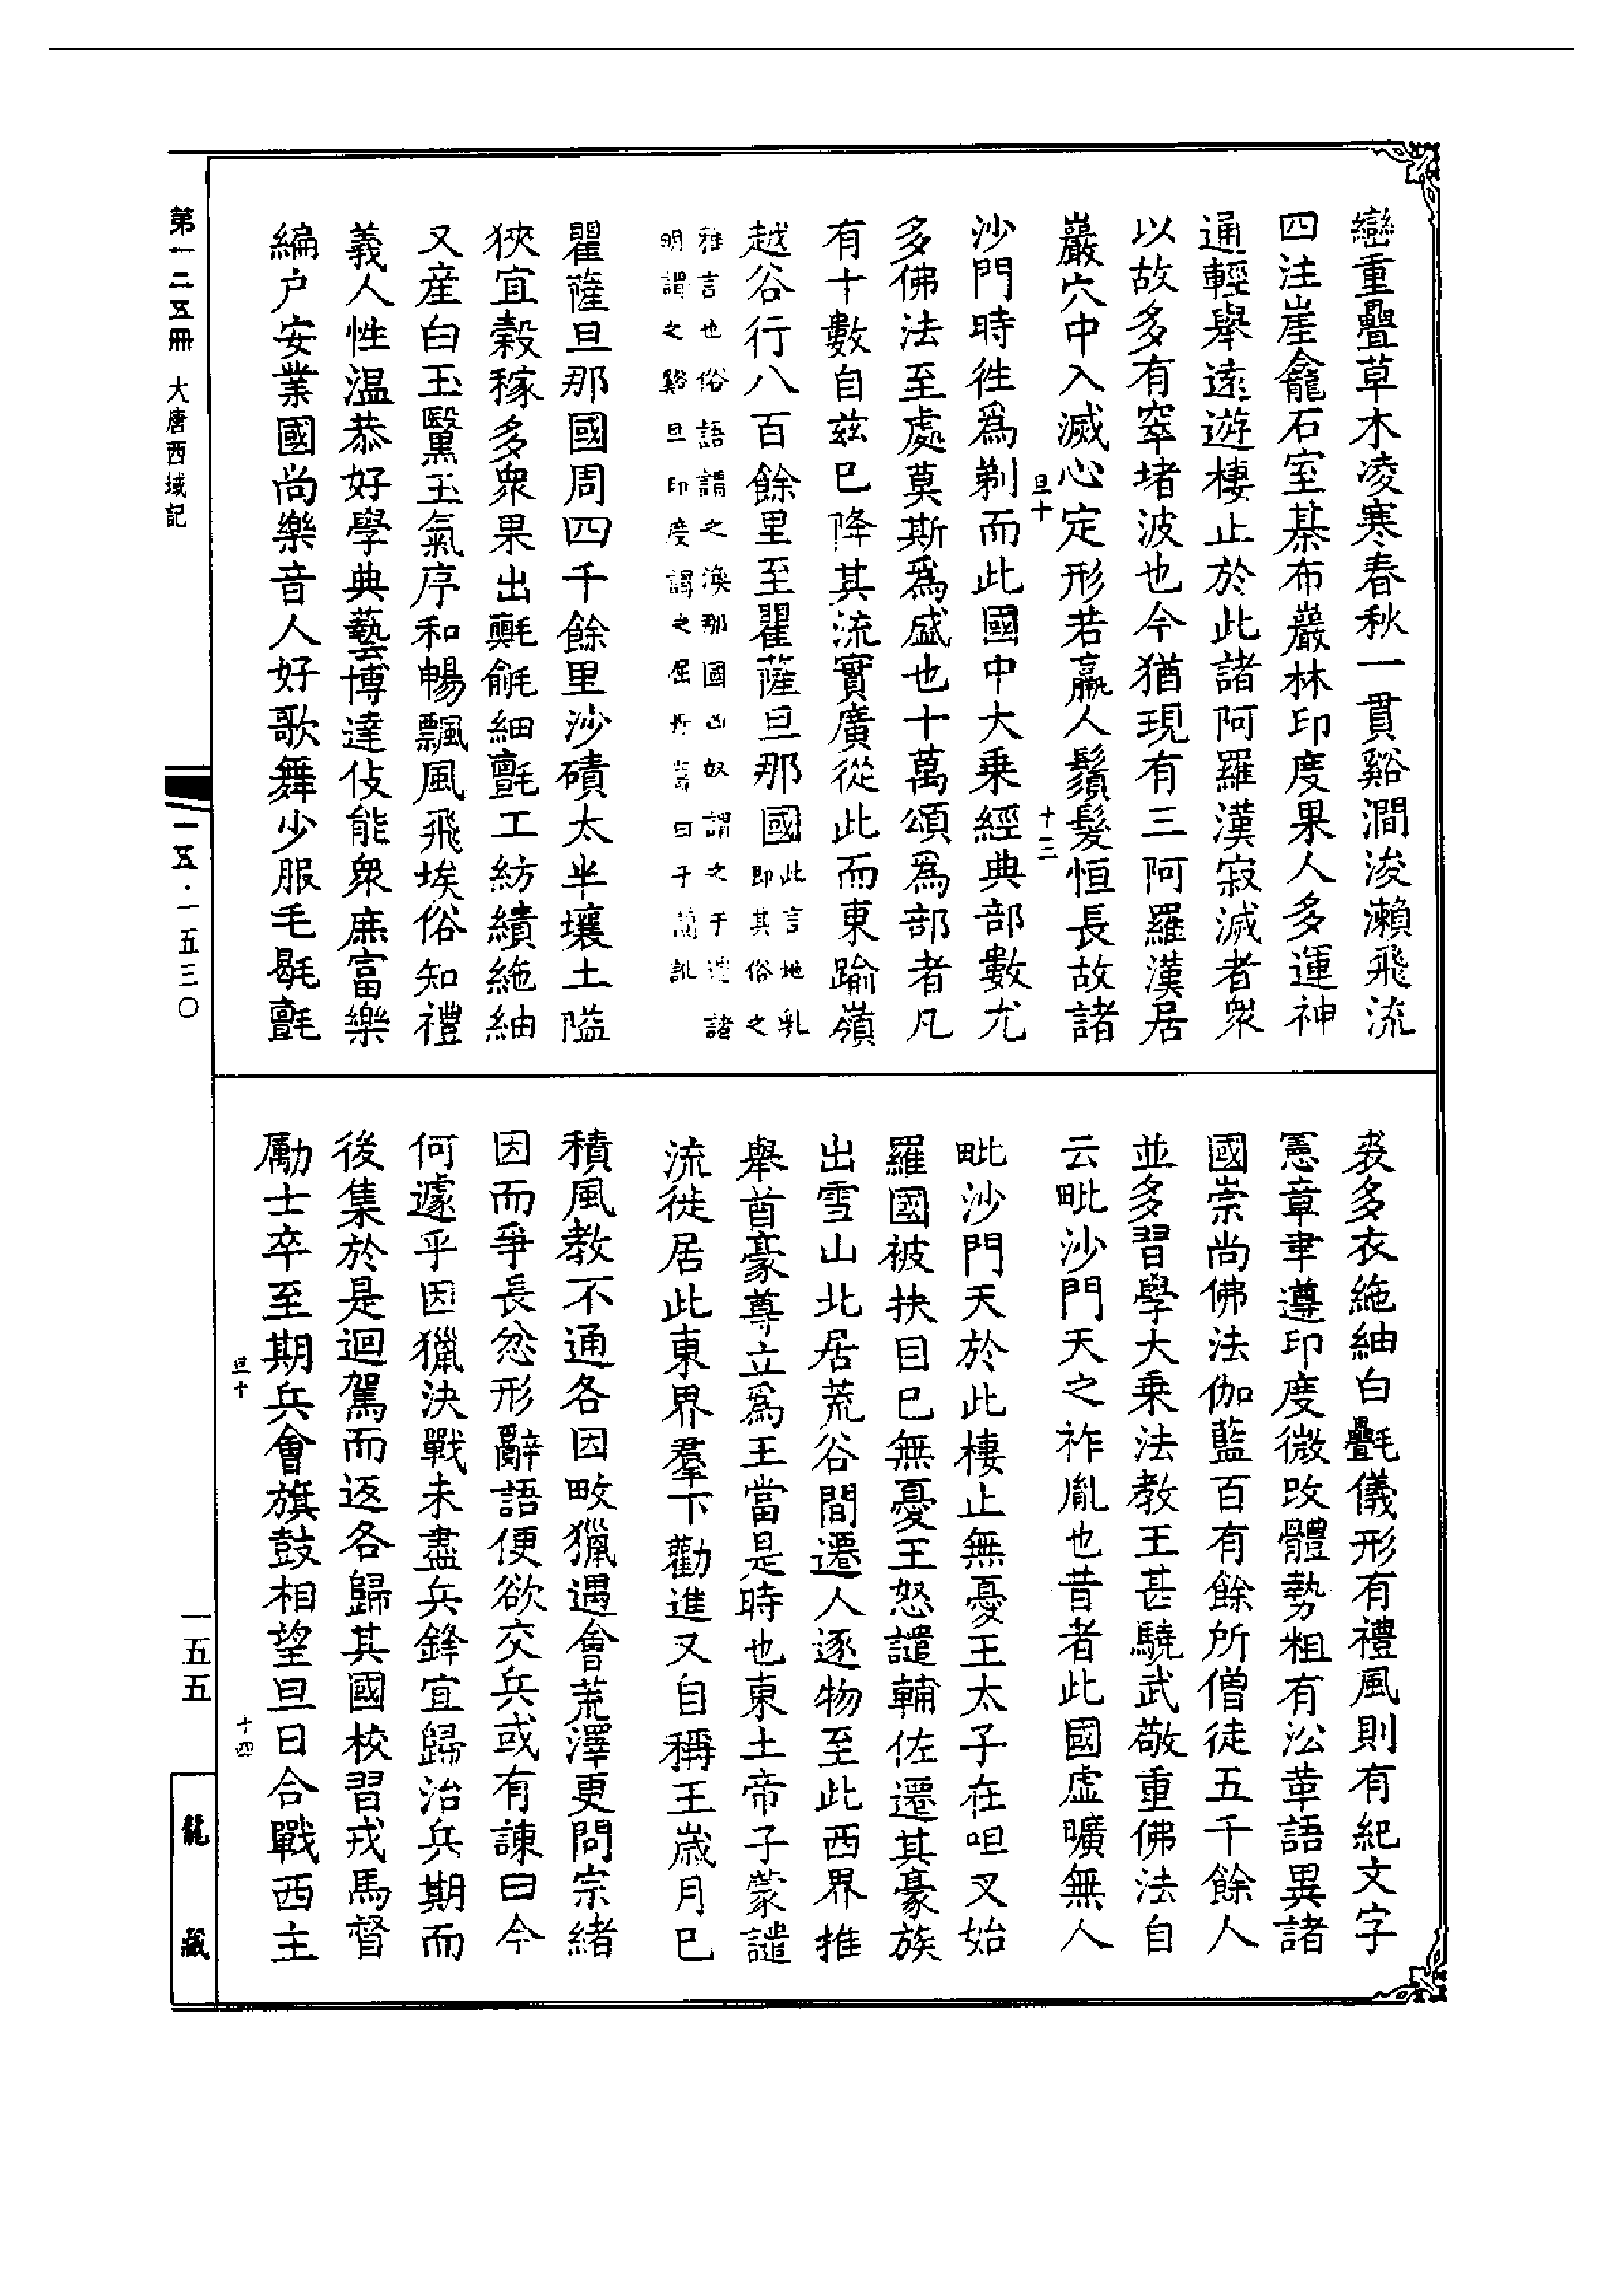 巒重疊草木凌寒春秋一貫谿澗浚瀨飛流
四注崖龕石室棊布巖林印度果人多運神
通輕舉遠遊棲止於此諸阿羅漢寂滅者衆
以故多有窣堵波也今猶現有三阿羅漢居
巖穴中入滅心定形若羸人鬚髮恒長故諸
旦十 十三
沙門時往爲剃而此國中大乗經典部數尤
多佛法至處莫斯爲盛也十萬頌爲部者凡
有十數自兹已降其流實廣從此而東踰嶺
越谷行八百餘里至瞿薩旦那國此言地乳即其俗之
雅言也俗語謂之渙那國凶奴謂之于遁諸
明謂之谿旦印度謂之屈丹舊曰于闐訛
瞿薩旦那國周四千餘里沙磧太半壤土隘
狹宜穀稼多衆果出氍毹細氎工紡績絁紬
又産白玉黳玉氣序和暢飄風飛埃俗知禮
義人性温恭好學典藝博達伎能衆庶富樂
編户安業國尚樂音人好歌舞少服毛毼氎
裘多衣絁紬白氎儀形有禮風則有紀文字
憲章聿遵印度微改體勢粗有沿革語異諸
國崇尚佛法伽藍百有餘所僧徒五千餘人
並多習學大乗法教王甚驍武敬重佛法自
云毗沙門天之祚胤也昔者此國虚曠無人
毗沙門天於此棲止無憂王太子在呾叉始
羅國被抉目已無憂王怒譴輔佐遷其豪族
出雪山北居荒谷間遷人逐物至此西界推
舉酋豪尊立爲王當是時也東土帝子蒙譴
流徙居此東界羣下勸進又自稱王歲月已
積風教不通各因畋獵遇會荒澤更問宗緒
因而爭長忿形辭語便欲交兵或有諫曰今
何遽乎因獵決戰未盡兵鋒宜歸治兵期而
後集於是迴駕而返各歸其國校習戎馬督
勵士卒至期兵會旗鼓相望旦日合戰西主
旦十 十四
第一二五冊 大唐西域記
一五·一五三〇
一五五
龍藏